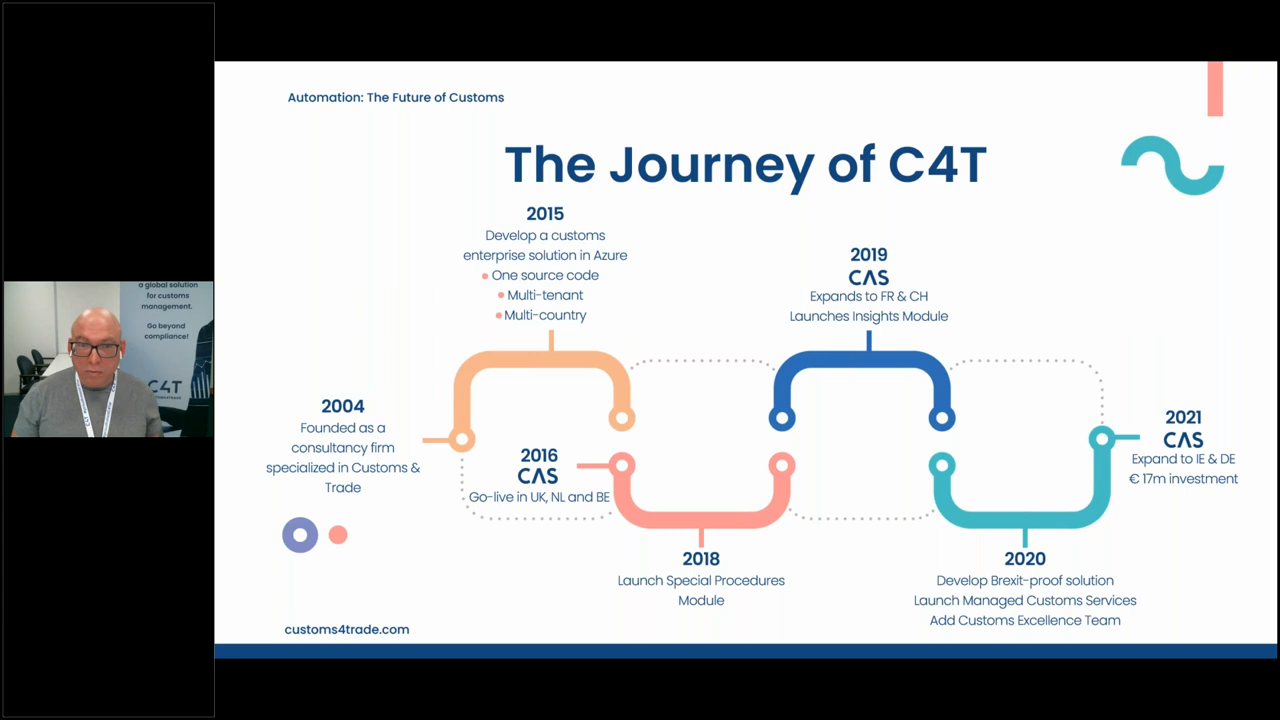 Automation: The Future of Customs
The Journey of C4T
2004
Founded as a
consultancy firm
specialized in Customs &
Trade
2015
Develop a customs
enterprise solution in Azure
One source code
Multi-tenant
Multi-country
2016
CAS
Go-live in UK, NL and BE
2018
Launch Special Procedures
Module
2019
CAS
Expands to FR & CH
Launches Insights Module
2020
Develop Brexit-proof solution
Launch Managed Customs Services
Add Customs Excellence Team
2021
CAS
Expand to IE & DE
€ 17m investment
customs4trade.com
a global solution
for customs
management.
Go beyond
compliance!
C4T